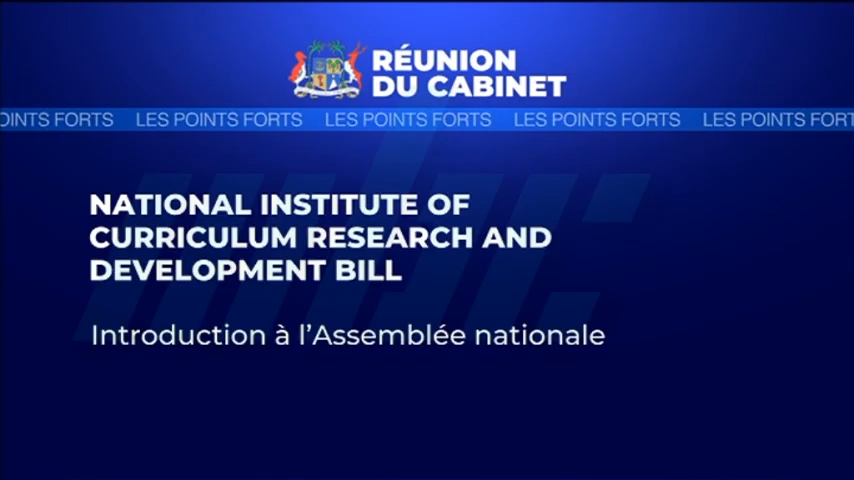 RÉUNION
DU CABINET
OINTS FORTS LES POINTS FORTS LES POINTS FORTS LES POINTS FORTS LES POINTS FORT
NATIONAL INSTITUTE OF
CURRICULUM RESEARCH AND
DEVELOPMENT BILL
Introduction à l'Assemblée nationale